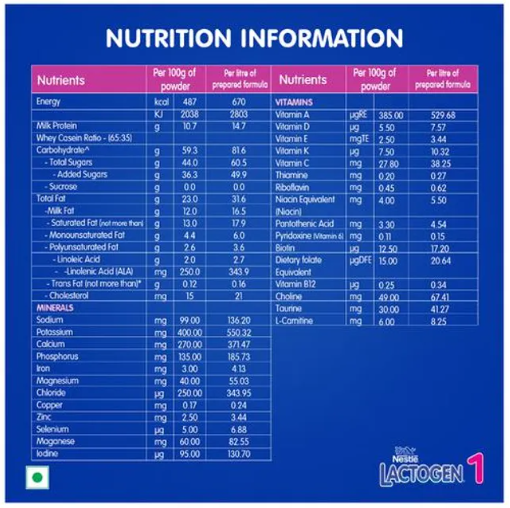 NUTRITION INFORMATION
Nutrients Per 100g of powder Per litre of prepared formula
Energy kcal 487 670
KJ 2038 2803
Milk Protein g 10.7 14.7
Whey Casein Ratio - (65:35)
Carbohydrate^ g 59.3 81.6
- Total Sugars g 44.0 60.5
- Added Sugars g 36.3 49.9
- Sucrose g 0.0 0.0
Total Fat g 23.0 31.6
-Milk Fat g 12.0 16.5
- Saturated Fat (not more than) g 13.0 17.9
- Monounsaturated Fat g 4.4 6.0
- Polyunsaturated Fat g 2.6 3.6
- Linoleic Acid g 2.0 2.7
- -Linolenic (ALA) mg 250.0 343.9
- Trans Fat (not more than)* g 0.12 0.16
- Cholesterol mg 15 21
MINERALS
Sodium mg 99.00 136.20
Potassium mg 400.00 550.32
Calcium mg 270.00 371.47
Phosphorus mg 135.00 185.73
Iron mg 3.00 4.13
Magnesium mg 40.00 55.03
Chloride µg 250.00 343.95
Copper mg 0.17 0.24
Zinc mg 2.50 3.44
Selenium µg 5.00 6.88
Maganese mg 60.00 82.55
Iodine µg 95.00 130.70
Nutrients Per 100g of powder Per litre of prepared formula
VITAMINS
Vitamin A µgRE 385.00 529.68
Vitamin D µg 5.50 7.57
Vitamin E mgTE 2.50 3.44
Vitamin K µg 7.50 10.32
Vitamin C mg 27.80 38.25
Thiamine mg 0.20 0.27
Riboflavin mg 0.45 0.62
Niacin Equivalent mg 4.00 5.50
(Niacin)
Pantothenic Acid mg 3.30 4.54
Pyridoxine (Vitamin 6) mg 0.11 0.15
Biotin µg 12.50 17.20
Dietary folate µgDFE 15.00 20.64
Equivalent
Vitamin B12 µg 0.25 0.34
Choline mg 49.00 67.41
Taurine mg 30.00 41.27
L-Carnitine mg 6.00 8.25
Nestlé
LACTOGEN 1